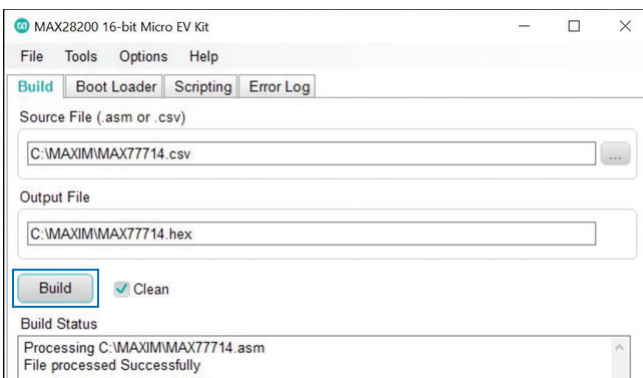 MAX28200 16-bit Micro EV Kit
File Tools Options Help
Build Boot Loader Scripting Error Log
Source File (.asm or .csv)
C:\MAXIM\MAX77714.csv ...
Output File
C:\MAXIM\MAX77714.hex
Build Clean
Build Status
Processing C:\MAXIM\MAX77714.asm
File processed Successfully